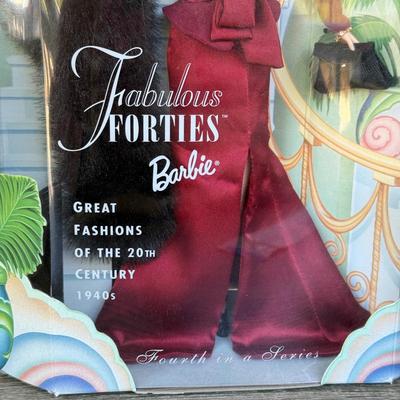 Fabulous
FORTIES™
Barbie®
GREAT
FASHIONS
OF THE 20TH
CENTURY
1940s
Fourth in a Series